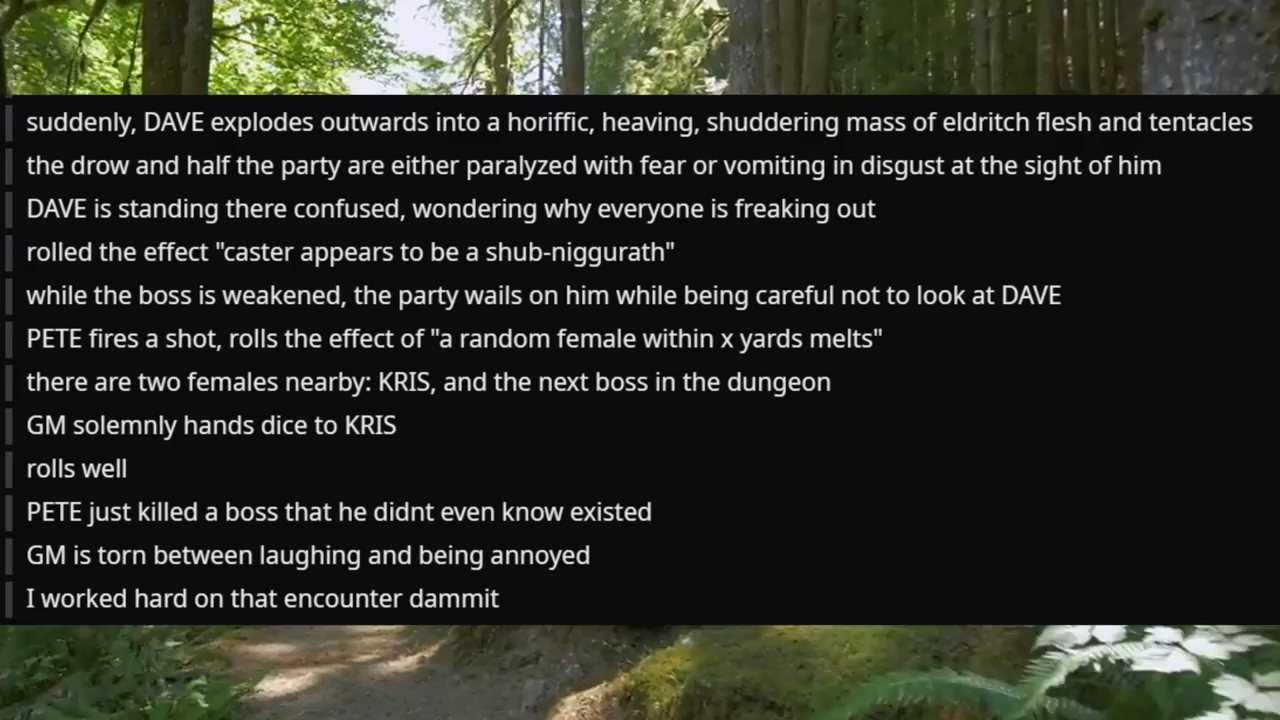 suddenly, DAVE explodes outwards into a horiffic, heaving, shuddering mass of eldritch flesh and tentacles
the drow and half the party are either paralyzed with fear or vomiting in disgust at the sight of him
DAVE is standing there confused, wondering why everyone is freaking out
rolled the effect "caster appears to be a shub-niggurath"
while the boss is weakened, the party wails on him while being careful not to look at DAVE
PETE fires a shot, rolls the effect of "a random female within x yards melts"
there are two females nearby: KRIS, and the next boss in the dungeon
GM solemnly hands dice to KRIS
rolls well
PETE just killed a boss that he didnt even know existed
GM is torn between laughing and being annoyed
I worked hard on that encounter dammit